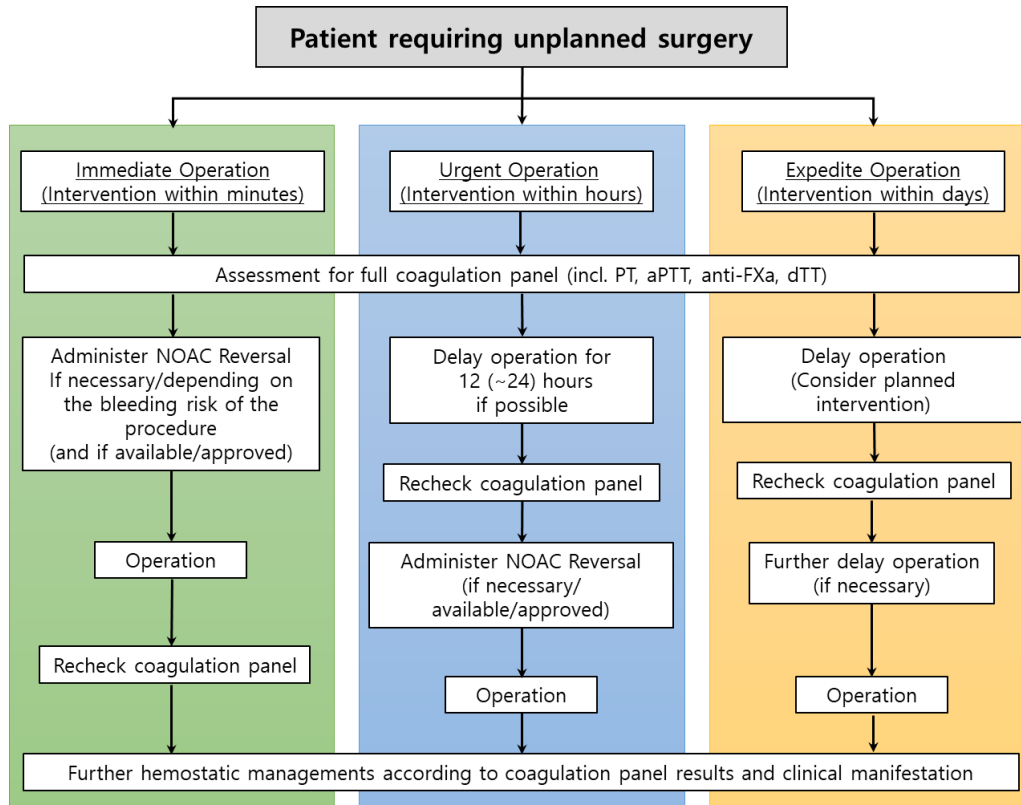 Patient requiring unplanned surgery
Immediate Operation
(Intervention within minutes)
Urgent Operation
(Intervention within hours)
Expedite Operation
(Intervention within days)
Assessment for full coagulation panel (incl. PT, aPTT, anti-FXa, dTT)
Administer NOAC Reversal
If necessary/depending on
the bleeding risk of the
procedure
(and if available/approved)
Operation
Recheck coagulation panel
Delay operation for
12 (~24) hours
if possible
Recheck coagulation panel
Administer NOAC Reversal
(if necessary/
available/approved)
Operation
Delay operation
(Consider planned
intervention)
Recheck coagulation panel
Further delay operation
(if necessary)
Operation
Further hemostatic managements according to coagulation panel results and clinical manifestation